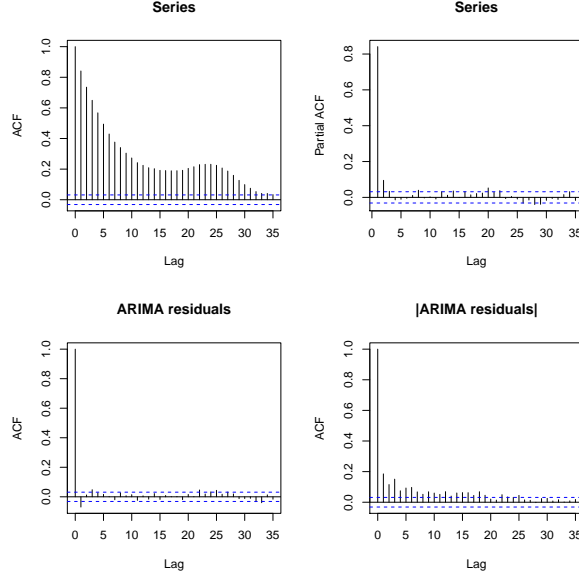 Series
Series
ACF
0.0 0.2 0.4 0.6 0.8 1.0
0 5 10 15 20 25 30 35
Lag
Partial ACF
0.0 0.2 0.4 0.6 0.8
0 5 10 15 20 25 30 35
Lag
ARIMA residuals
|ARIMA residuals|
ACF
0.0 0.2 0.4 0.6 0.8 1.0
0 5 10 15 20 25 30 35
Lag
ACF
0.0 0.2 0.4 0.6 0.8 1.0
0 5 10 15 20 25 30 35
Lag